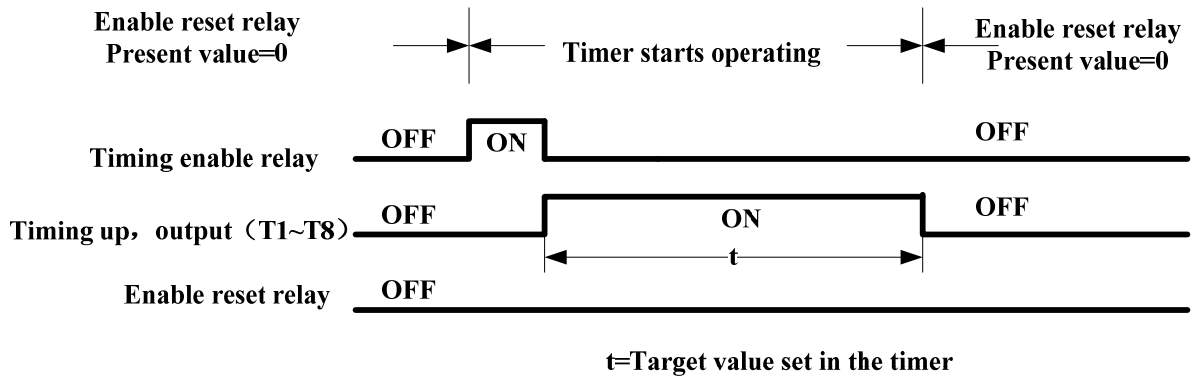 Enable reset relay
Present value=0
Timer starts operating
Enable reset relay
Present value=0
Timing enable relay
OFF
ON
OFF
Timing up，output（T1~T8）
OFF
ON
OFF
t
Enable reset relay
OFF
t=Target value set in the timer